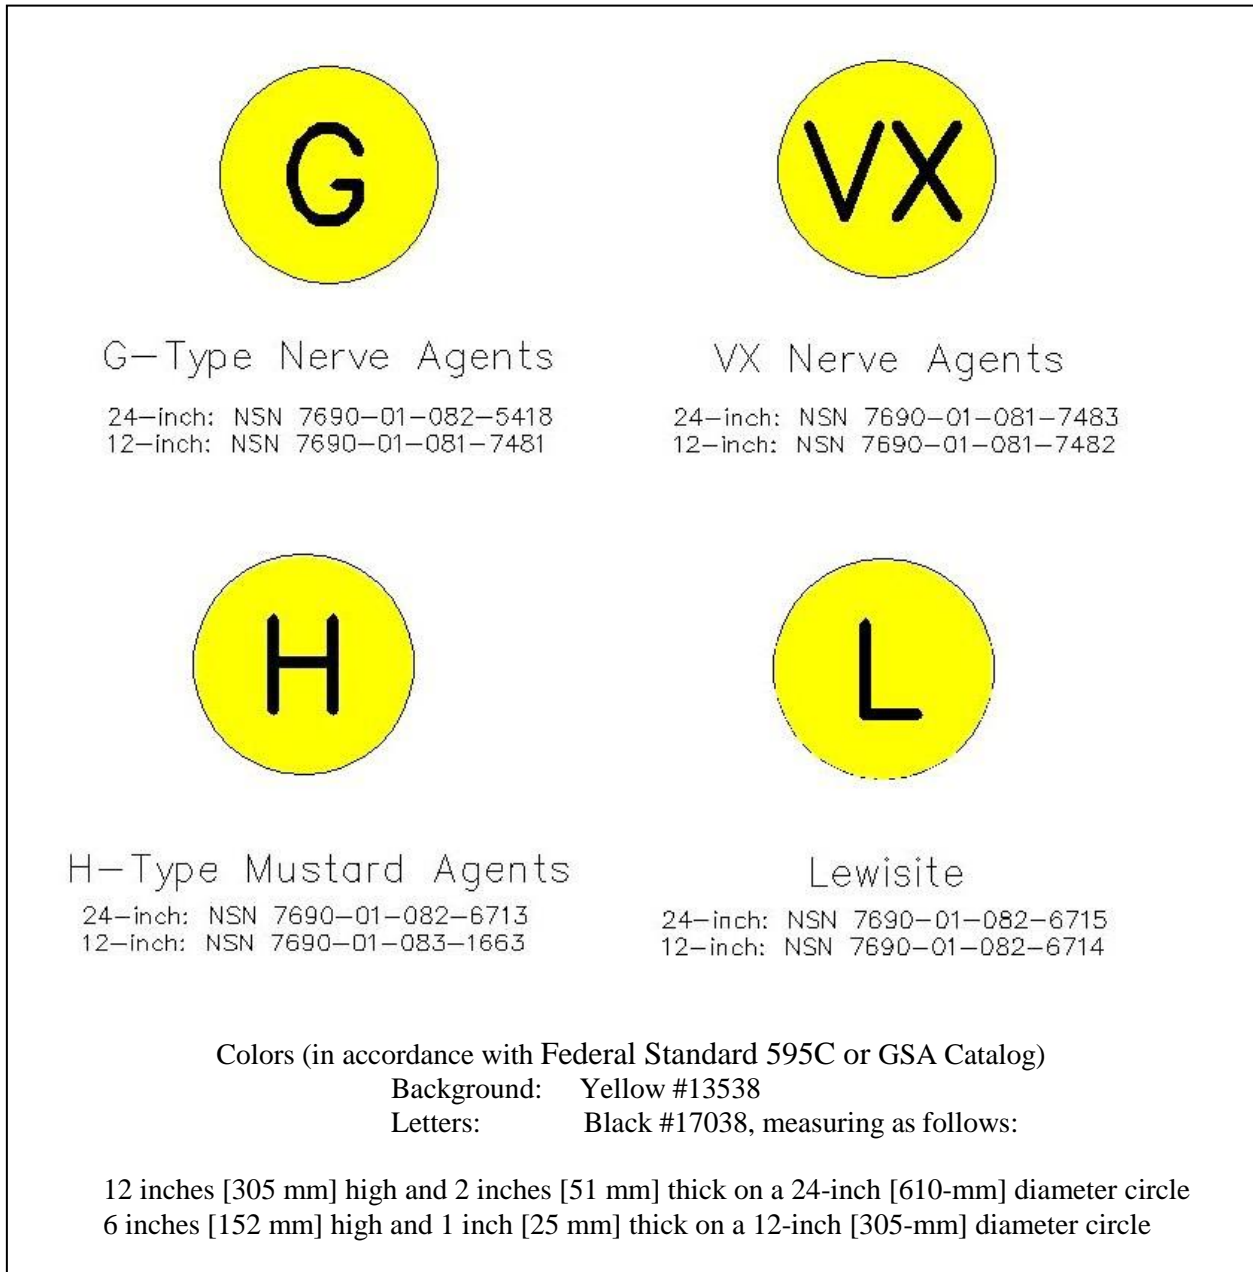 G
VX
G-Type Nerve Agents
24-inch: NSN 7690-01-082-5418
12-inch: NSN 7690-01-081-7481
VX Nerve Agents
24-inch: NSN 7690-01-081-7483
12-inch: NSN 7690-01-081-7482
H
L
H-Type Mustard Agents
24-inch: NSN 7690-01-082-6713
12-inch: NSN 7690-01-083-1663
Lewisite
24-inch: NSN 7690-01-082-6715
12-inch: NSN 7690-01-082-6714
Colors (in accordance with Federal Standard 595C or GSA Catalog)
Background: Yellow #13538
Letters: Black #17038, measuring as follows:
12 inches [305 mm] high and 2 inches [51 mm] thick on a 24-inch [610-mm] diameter circle
6 inches [152 mm] high and 1 inch [25 mm] thick on a 12-inch [305-mm] diameter circle